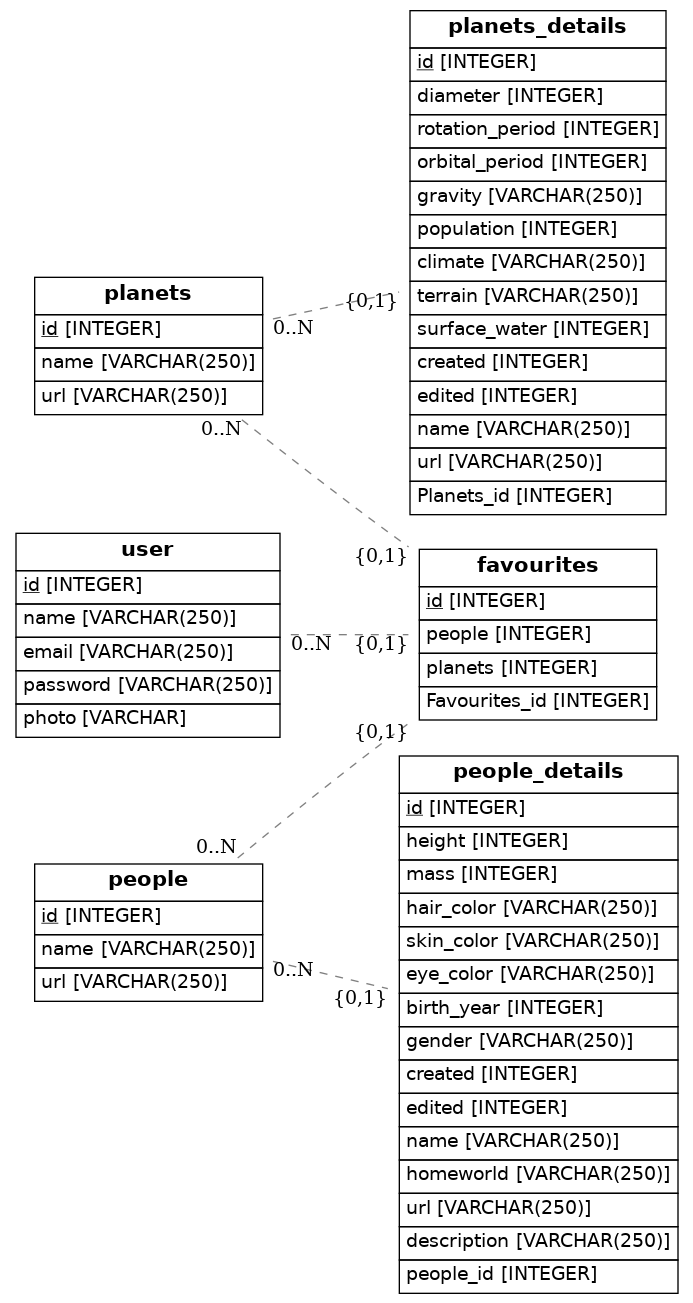 planets_details
id [INTEGER]
diameter [INTEGER]
rotation_period [INTEGER]
orbital_period [INTEGER]
gravity [VARCHAR(250)]
population [INTEGER]
climate [VARCHAR(250)]
terrain [VARCHAR(250)]
surface_water [INTEGER]
created [INTEGER]
edited [INTEGER]
name [VARCHAR(250)]
url [VARCHAR(250)]
Planets_id [INTEGER]
planets
id [INTEGER]
name [VARCHAR(250)]
url [VARCHAR(250)]
{0,1}
0..N
0..N
{0,1}
user
id [INTEGER]
name [VARCHAR(250)]
email [VARCHAR(250)]
password [VARCHAR(250)]
photo [VARCHAR]
0..N
{0,1}
favourites
id [INTEGER]
people [INTEGER]
planets [INTEGER]
Favourites_id [INTEGER]
{0,1}
0..N
people
id [INTEGER]
name [VARCHAR(250)]
url [VARCHAR(250)]
0..N
{0,1}
people_details
id [INTEGER]
height [INTEGER]
mass [INTEGER]
hair_color [VARCHAR(250)]
skin_color [VARCHAR(250)]
eye_color [VARCHAR(250)]
birth_year [INTEGER]
gender [VARCHAR(250)]
created [INTEGER]
edited [INTEGER]
name [VARCHAR(250)]
homeworld [VARCHAR(250)]
url [VARCHAR(250)]
description [VARCHAR(250)]
people_id [INTEGER]